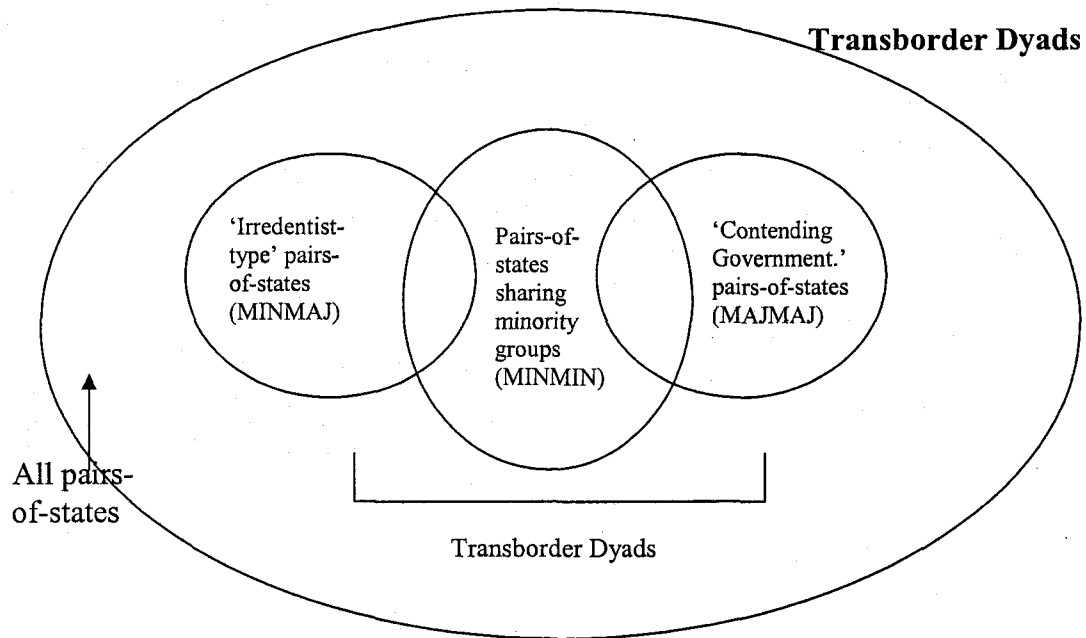 Transborder Dyads
‘Irredentist-
type’ pairs-
of-states
(MINMAJ)
Pairs-of-
states
sharing
minority
groups
(MINMIN)
‘Contending
Government.’
pairs-of-states
(MAJMAJ)
All pairs-
of-states
Transborder Dyads